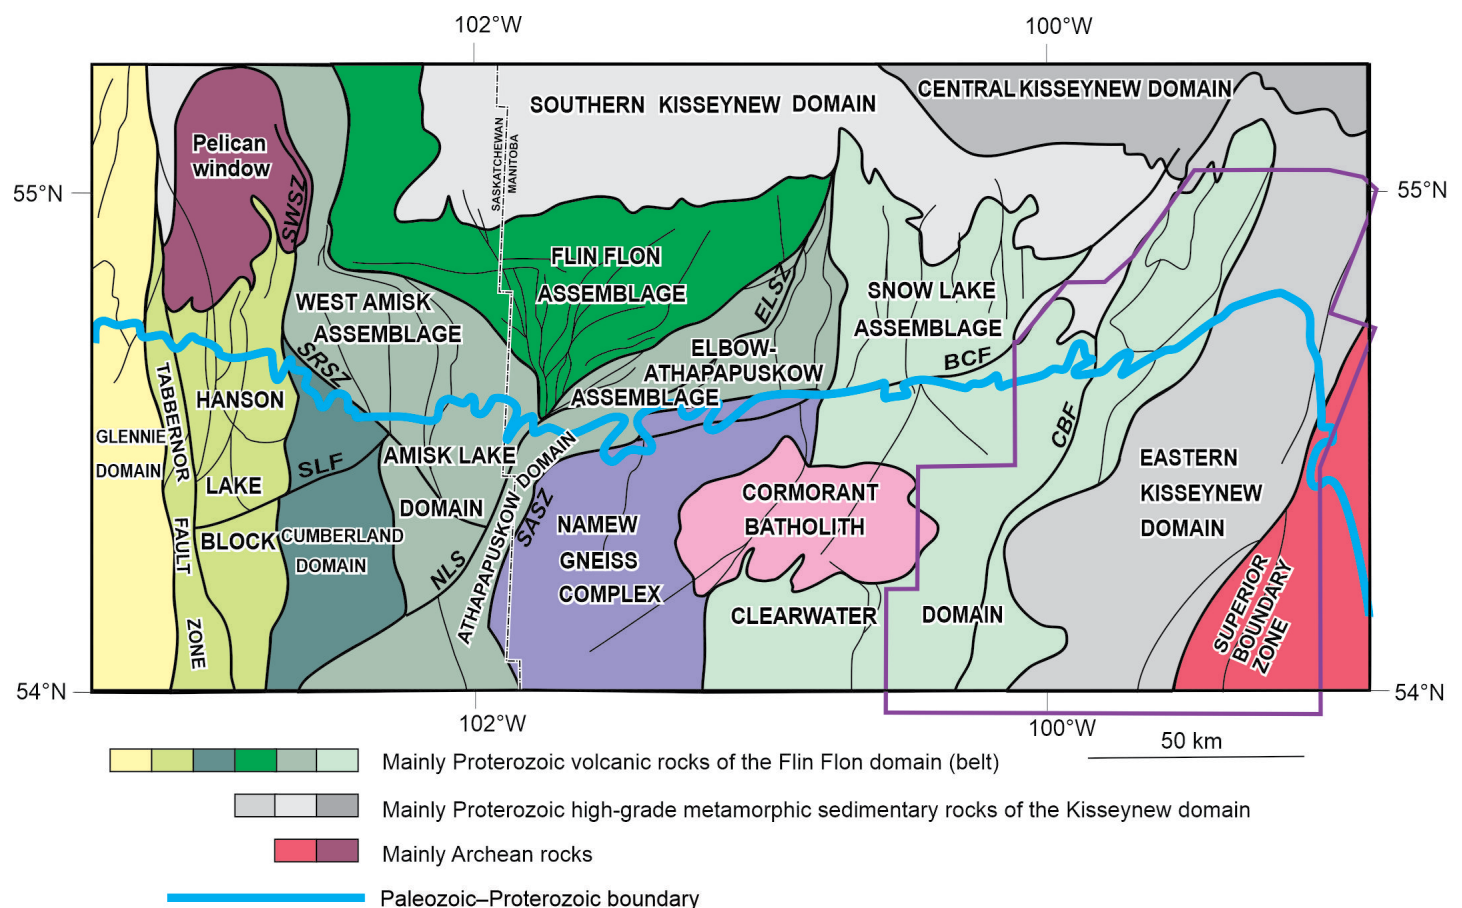 102°W
100°W
CENTRAL KISSEYNEW DOMAIN
SOUTHERN KISSEYNEW DOMAIN
SASKATCHEWAN
MANITOBA
Pelican
window
55°N
55°N
SWSZ
FLIN FLON
ASSEMBLAGE
ELSZ
SNOW LAKE
ASSEMBLAGE
WEST AMISK
ASSEMBLAGE
SRSZ
ELBOW-
ATHAPAPUSKOW
ASSEMBLAGE
BCF
TABBERNOR
FAULT
ZONE
HANSON
LAKE
BLOCK
GLENNIE
DOMAIN
SLF
AMISK LAKE
DOMAIN
CBF
CUMBERLAND
DOMAIN
NLS
ATHAPAPUSKOW DOMAIN
SASZ
NAMEW
GNEISS
COMPLEX
CORMORANT
BATHOLITH
EASTERN
KISSEYNEW
DOMAIN
CLEARWATER DOMAIN
SUPERIOR
BOUNDARY
ZONE
54°N
54°N
102°W
100°W
50 km
Mainly Proterozoic volcanic rocks of the Flin Flon domain (belt)
Mainly Proterozoic high-grade metamorphic sedimentary rocks of the Kisseynew domain
Mainly Archean rocks
Paleozoic–Proterozoic boundary